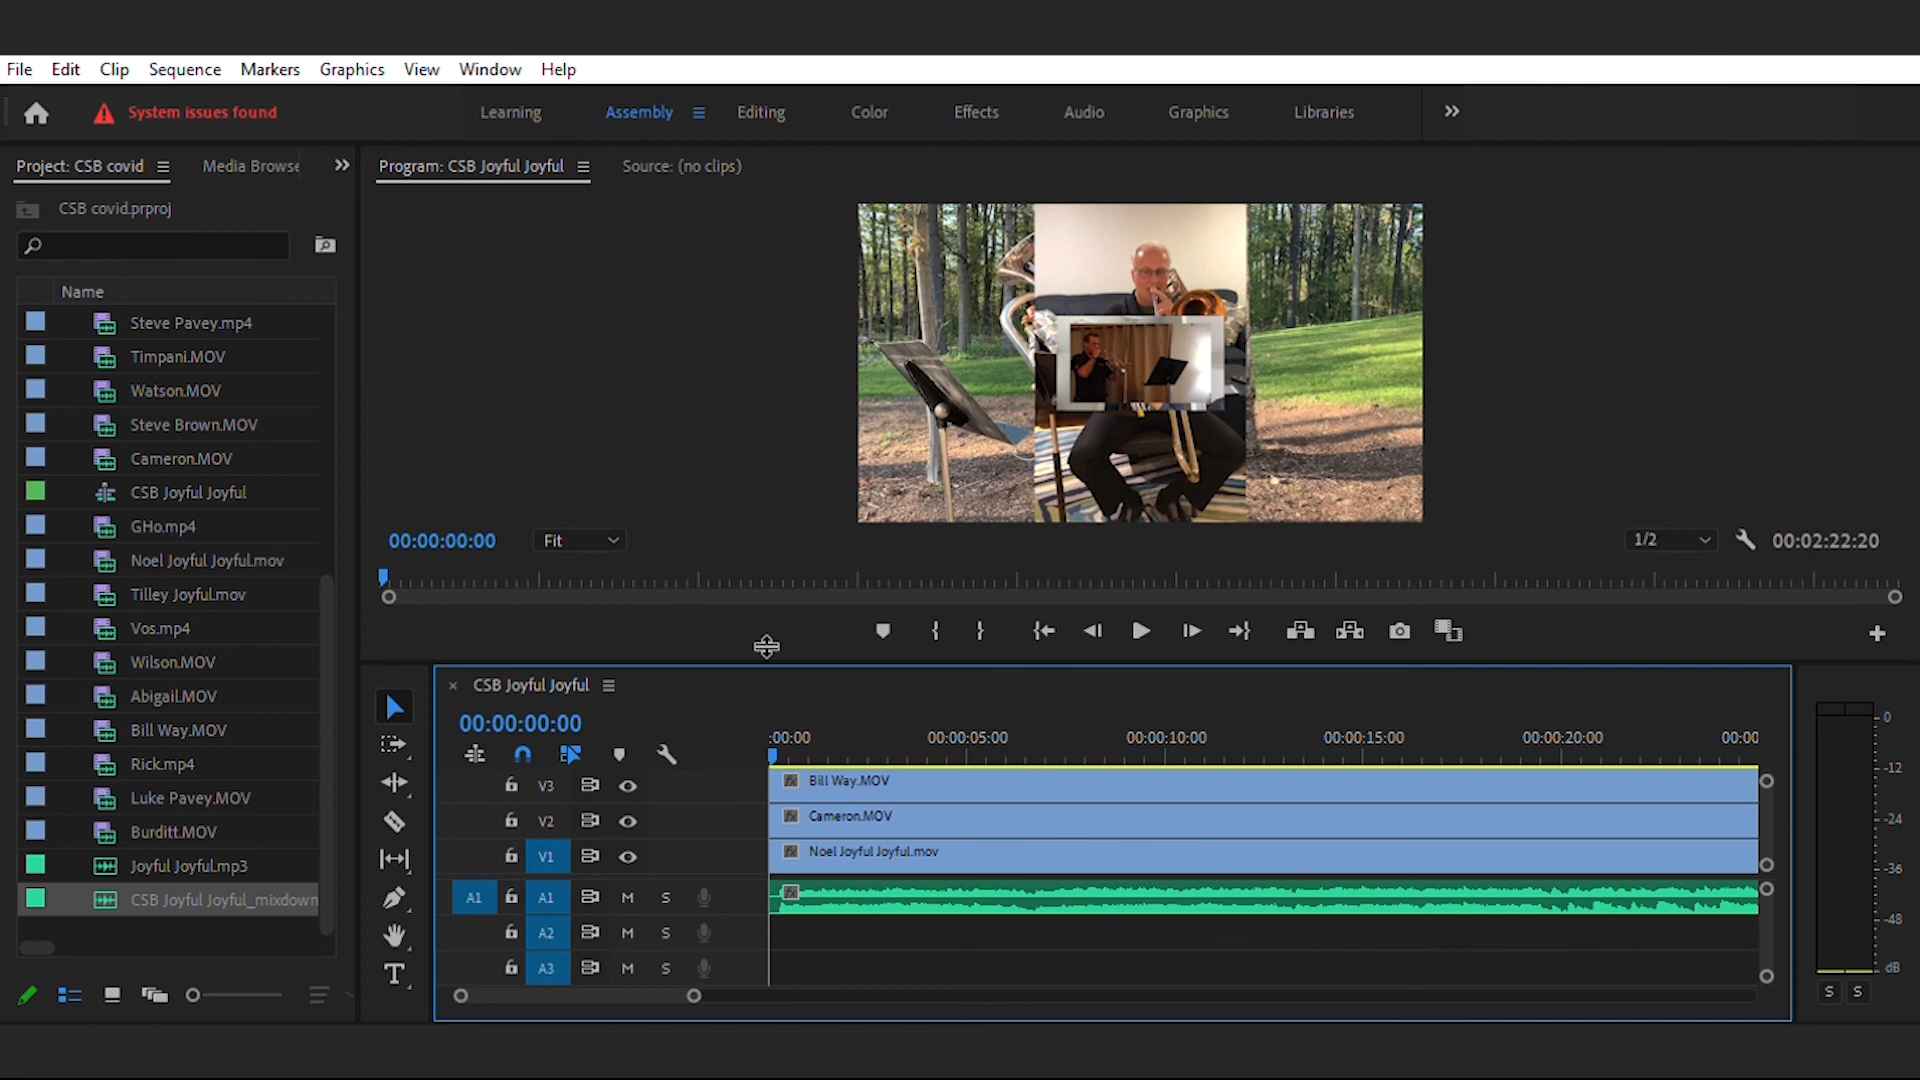 File Edit Clip Sequence Markers Graphics View Window Help
System issues found
Learning Assembly Editing Color Effects Audio Graphics Libraries
Project: CSB covid Media Browse
Program: CSB Joyful Joyful Source: (no clips)
CSB covid.prproj
Name
Steve Pavey.mp4
Timpani.MOV
Watson.MOV
Steve Brown.MOV
Cameron.MOV
CSB Joyful Joyful
GHo.mp4
Noel Joyful Joyful.mov
Tilley Joyful.mov
Vos.mp4
Wilson.MOV
Abigail.MOV
Bill Way.MOV
Rick.mp4
Luke Pavey.MOV
Burditt.MOV
Joyful Joyful.mp3
CSB Joyful Joyful_mixdown
00:00:00:00 Fit 1/2 00:02:22:20
CSB Joyful Joyful
00:00:00:00
:00:00 00:00:05:00 00:00:10:00 00:00:15:00 00:00:20:00 00:00
V3 Bill Way.MOV
V2 Cameron.MOV
V1 Noel Joyful Joyful.mov
A1 A1 M S
A2 M S
A3 M S
T
0
-12
-24
-36
-48
dB
S S